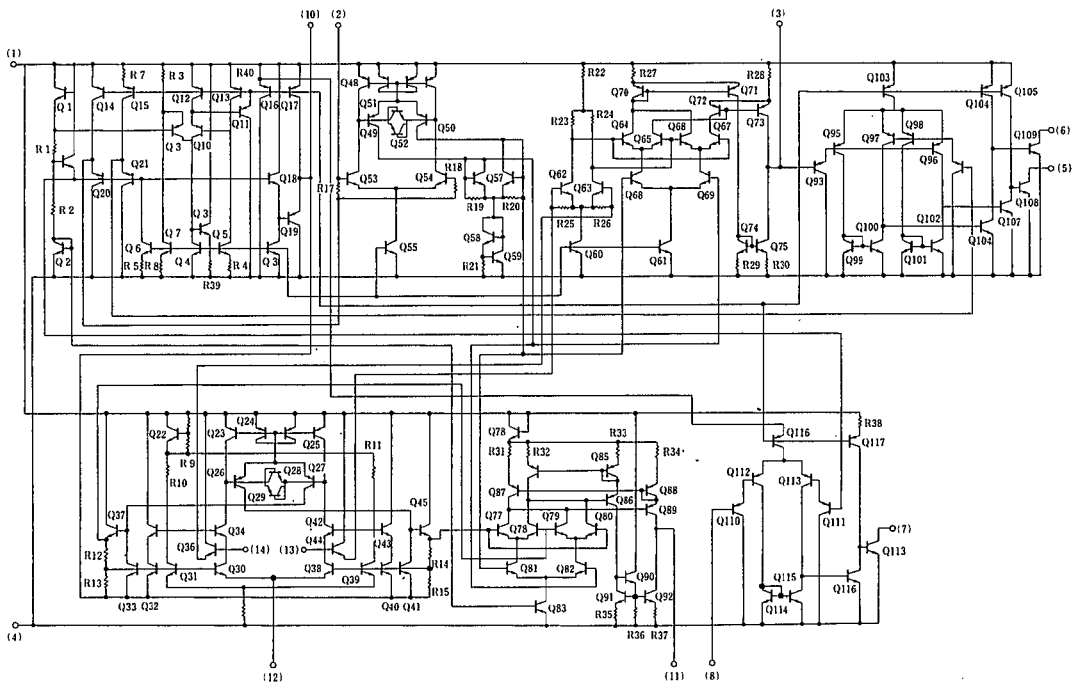 (10) (2) (3)
(1)
R7 R3 R40 R22 R27 R28
Q103
Q1 Q14 Q15 Q12 Q13 Q16 Q17 Q48 Q70 Q71 Q104 Q105
Q11 Q51 R23 R24 Q72 Q73
Q3 Q10 Q49 Q52 Q50 Q64 Q65 Q68 Q67 Q95 Q97 Q98 Q109 (6)
R1 Q21 Q96
Q20 Q18 R17 Q53 Q54 R18 Q57 Q62 Q63 Q68 Q69 Q93 (5)
R2 R19 R20 R25 R26 Q108
Q3 Q19 Q58 Q74 Q100 Q102 Q107
Q2 Q6 Q7 Q4 Q5 Q3 Q55 Q59 Q60 Q61 Q75 Q99 Q101 Q104
R5 R8 R39 R4 R21 R29 R30
Q22 Q23 Q24 Q25 R11 Q78 R33 R38
R9 R31 R32 Q85 R34 Q116 Q117
R10 Q26 Q28 Q27 Q112 Q113
Q29 Q45 Q87 Q86 Q88
Q37 Q34 Q42 Q43 Q77 Q78 Q79 Q80 Q89 Q110 Q111
R12 Q36 (14) (13) Q44 (7)
R13 Q31 Q30 Q38 Q39 R14 Q81 Q82 Q90 Q115 Q113
Q33 Q32 Q40 Q41 R15 Q83 Q91 Q92 Q114 Q116
(4) R35 R36 R37
(12) (11) (8)